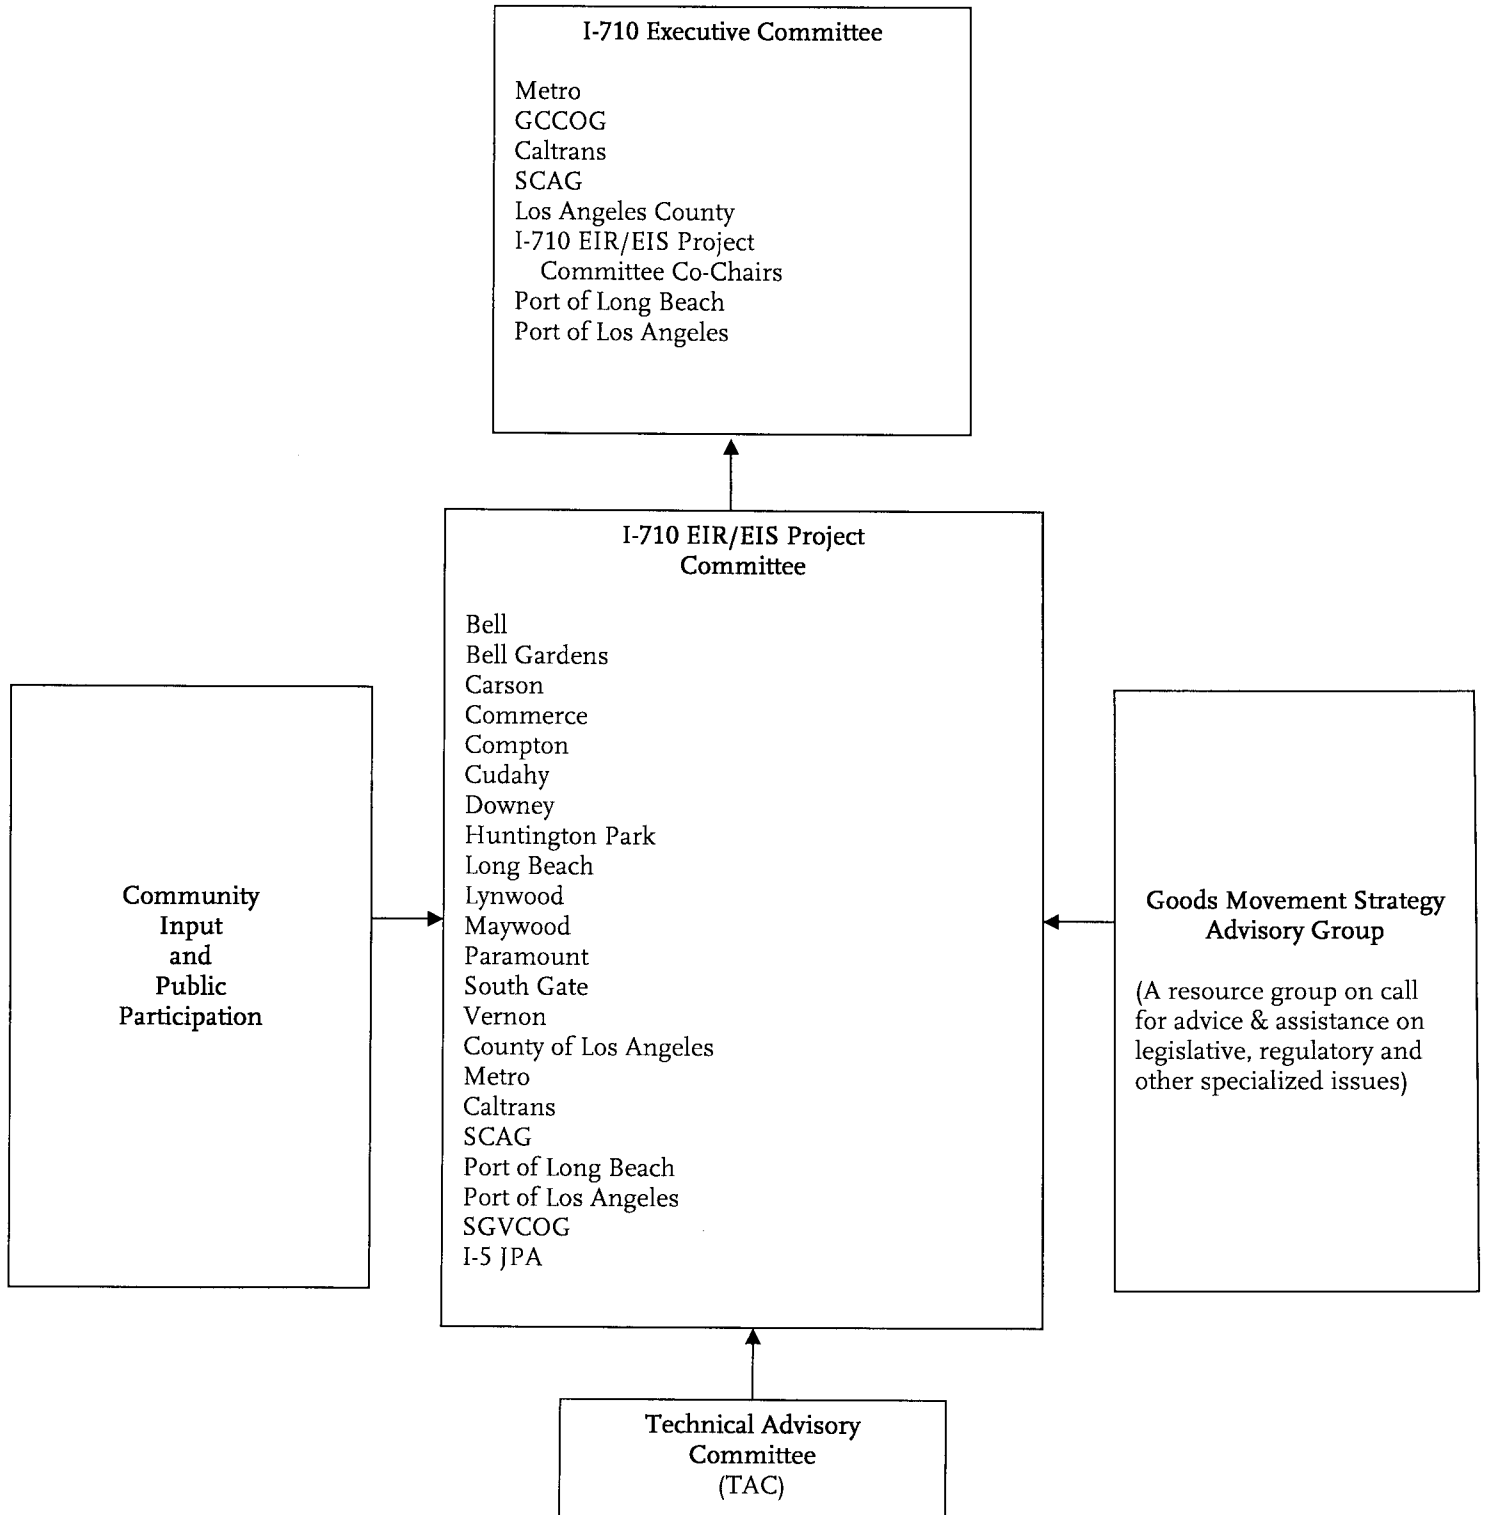 I-710 Executive Committee
Metro
GCCOG
Caltrans
SCAG
Los Angeles County
I-710 EIR/EIS Project
Committee Co-Chairs
Port of Long Beach
Port of Los Angeles
I-710 EIR/EIS Project
Committee
Bell
Bell Gardens
Carson
Commerce
Compton
Cudahy
Downey
Huntington Park
Long Beach
Lynwood
Maywood
Paramount
South Gate
Vernon
County of Los Angeles
Metro
Caltrans
SCAG
Port of Long Beach
Port of Los Angeles
SGVCOG
I-5 JPA
Community
Input
and
Public
Participation
Goods Movement Strategy
Advisory Group
(A resource group on call
for advice & assistance on
legislative, regulatory and
other specialized issues)
Technical Advisory
Committee
(TAC)